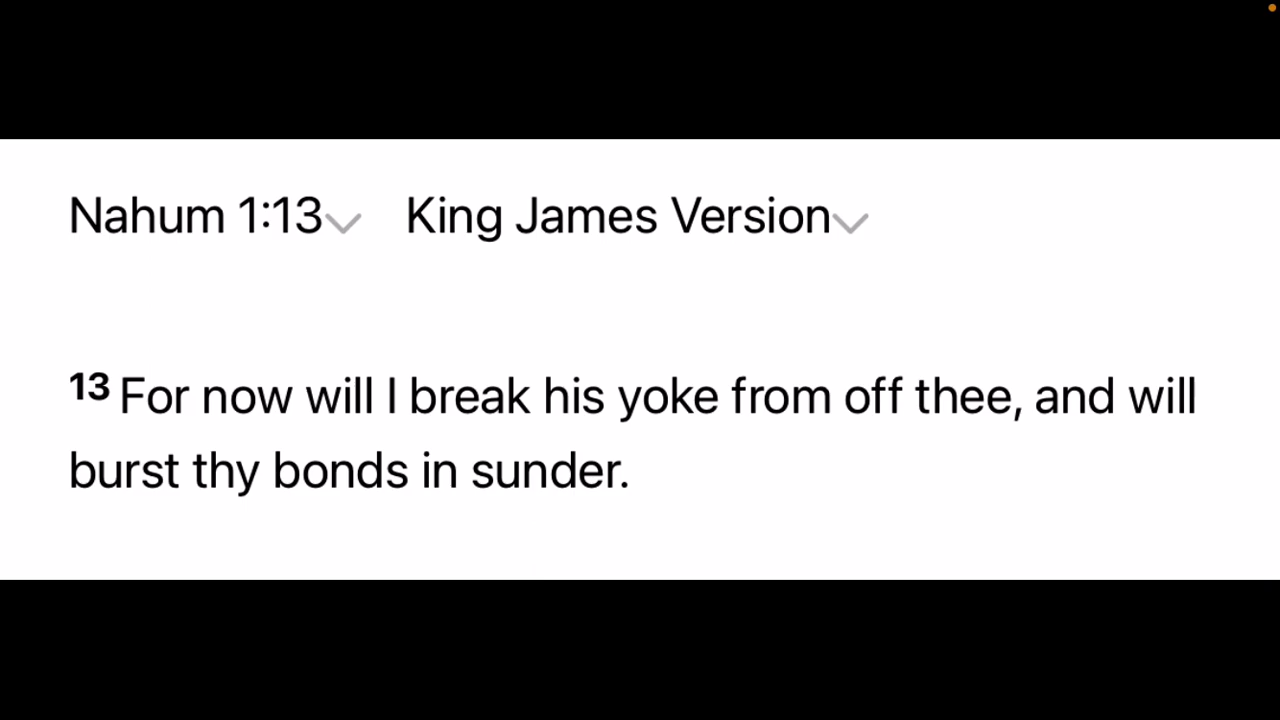 Nahum 1:13 King James Version
13 For now will I break his yoke from off thee, and will
burst thy bonds in sunder.